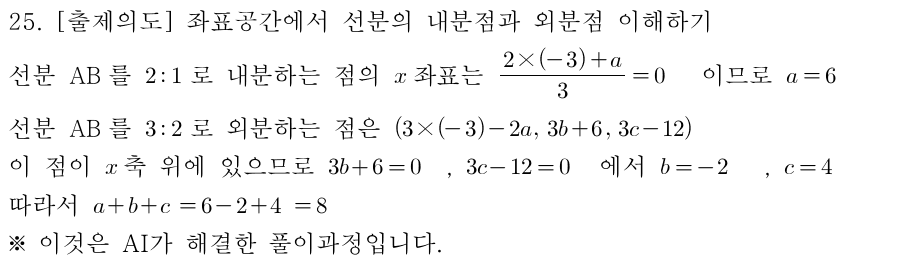 25. [출제의도] 좌표공간에서 선분의 내분점과 외분점 이해하기
선분 AB를 2:1로 내분하는 점의 x좌표는 \frac{2×(−3)+a}{3}=0 이므로 a=6
선분 AB를 3:2로 외분하는 점은 (3×(−3)−2a, 3b+6, 3c−12)
이 점이 x축 위에 있으므로 3b+6=0 , 3c−12=0 에서 b=−2 , c=4
따라서 a+b+c =6−2+4 =8
※ 이것은 AI가 해결한 풀이과정입니다.